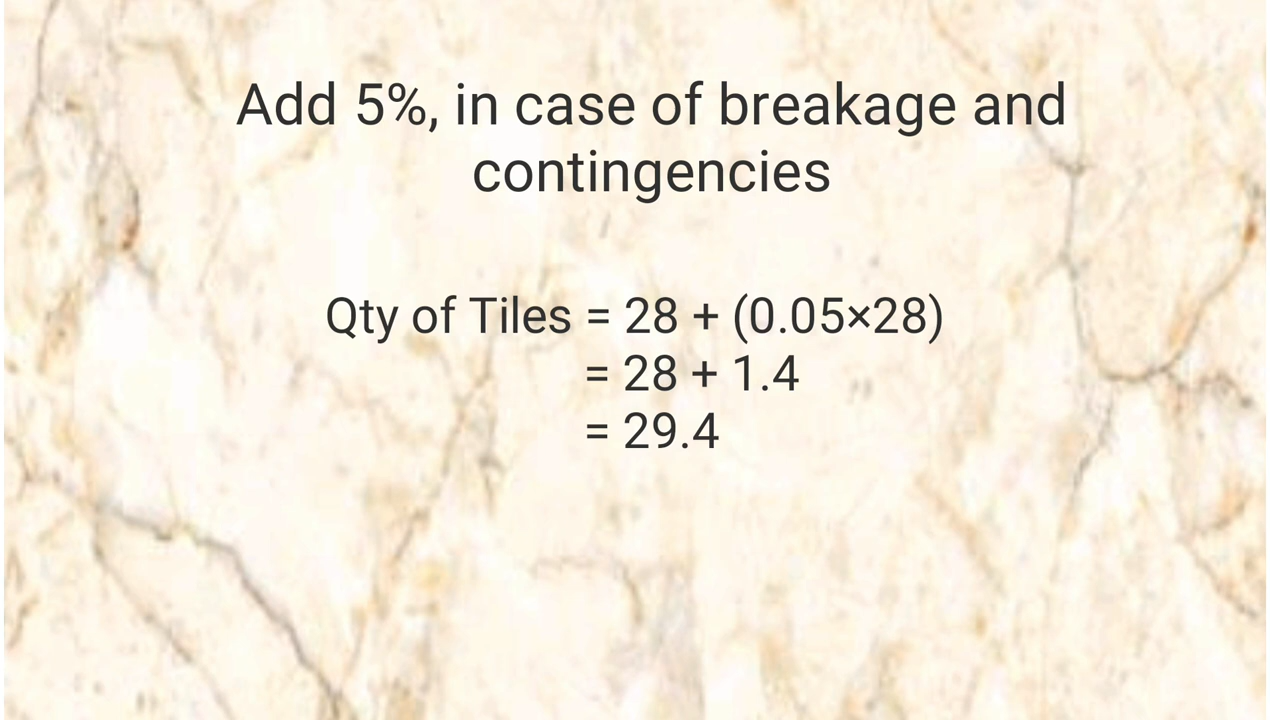 Add 5%, in case of breakage and
contingencies
Qty of Tiles = 28 + (0.05×28)
= 28 + 1.4
= 29.4